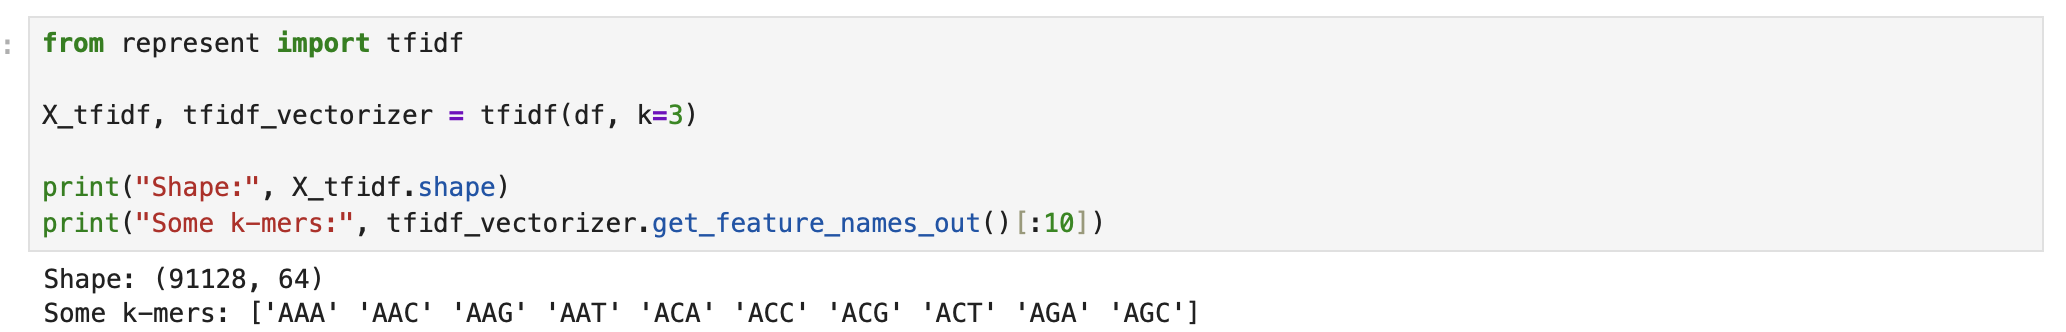 :
from represent import tfidf
X_tfidf, tfidf_vectorizer = tfidf(df, k=3)
print("Shape:", X_tfidf.shape)
print("Some k-mers:", tfidf_vectorizer.get_feature_names_out()[:10])
Shape: (91128, 64)
Some k-mers: ['AAA' 'AAC' 'AAG' 'AAT' 'ACA' 'ACC' 'ACG' 'ACT' 'AGA' 'AGC']